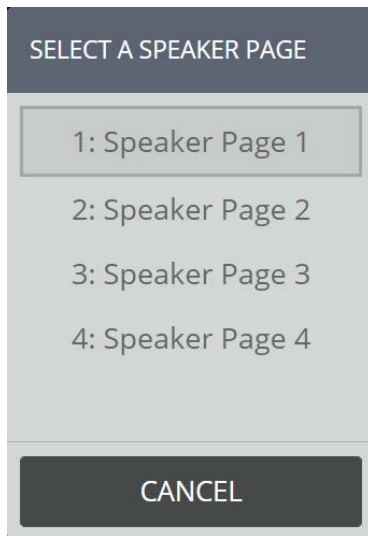 SELECT A SPEAKER PAGE
1: Speaker Page 1
2: Speaker Page 2
3: Speaker Page 3
4: Speaker Page 4
CANCEL